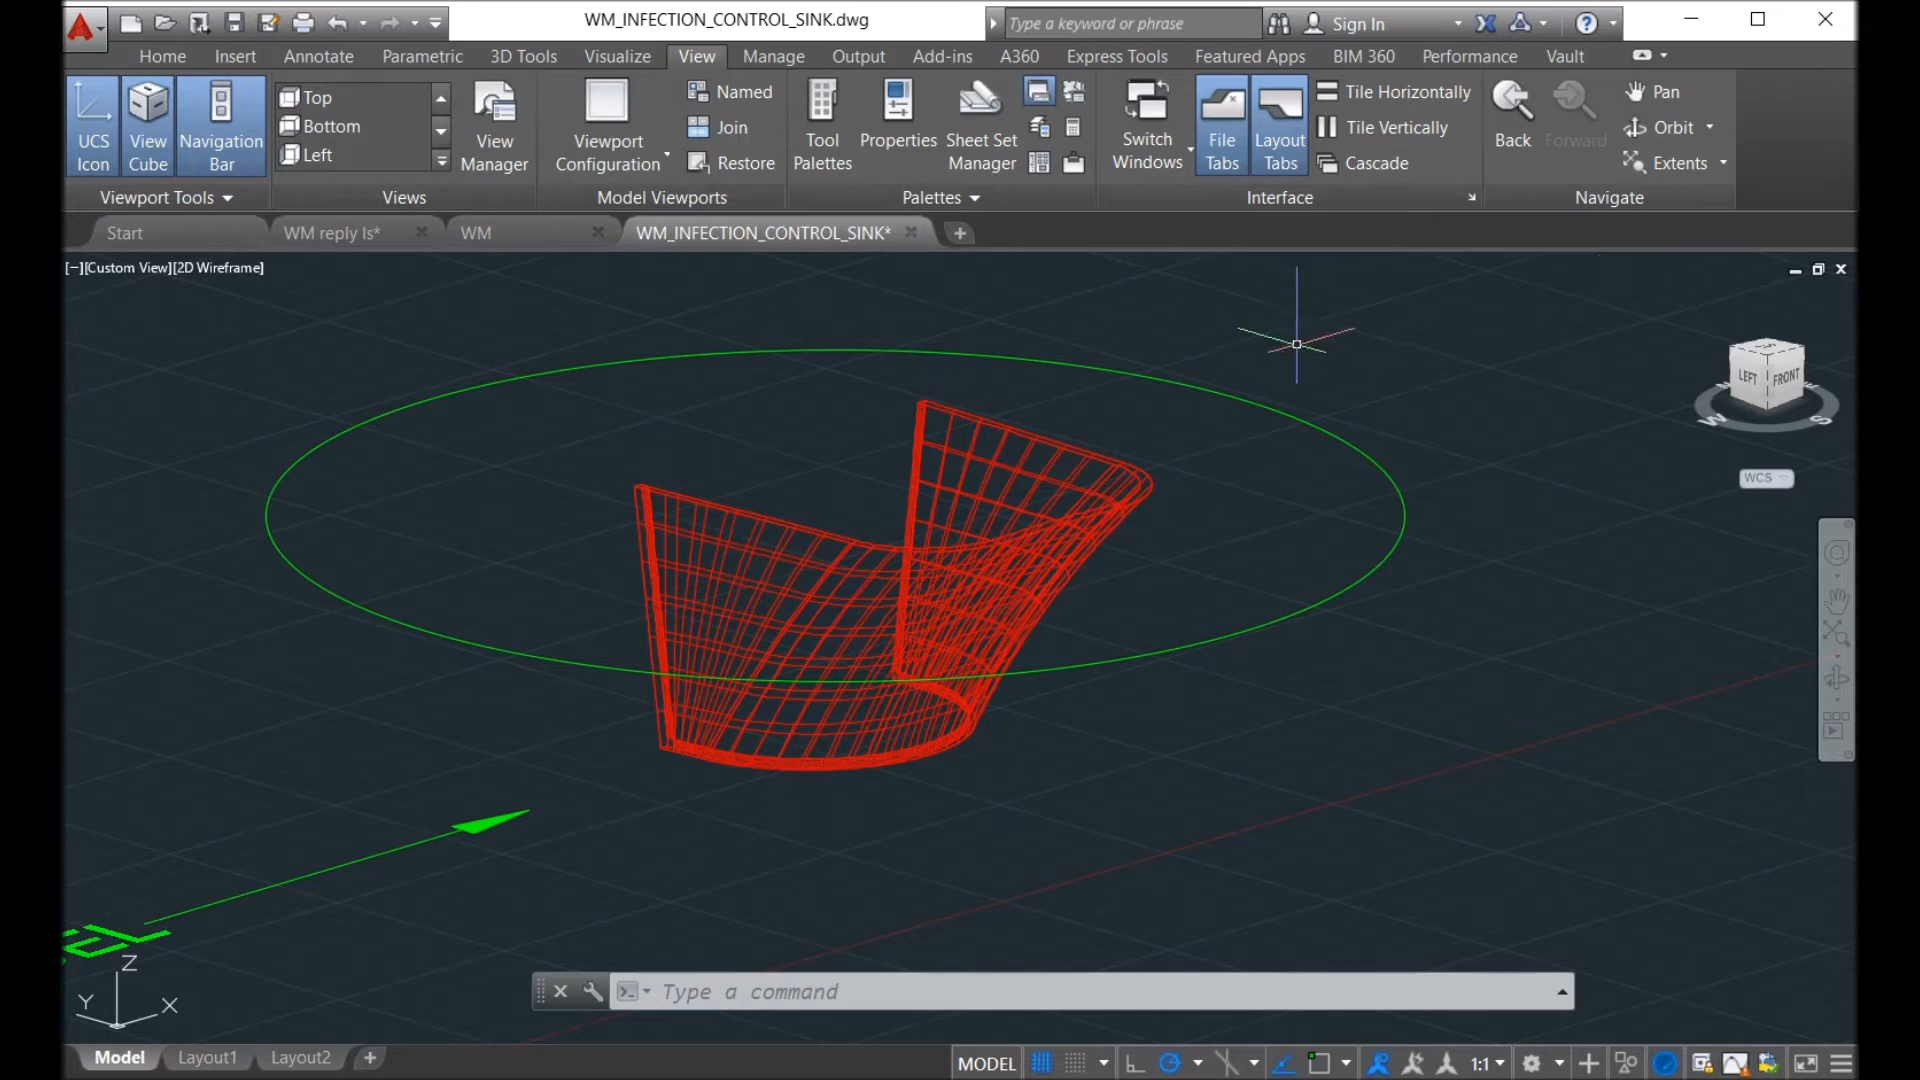 WM_INFECTION_CONTROL_SINK.dwg
Type a keyword or phrase
Sign In
Home Insert Annotate Parametric 3D Tools Visualize View Manage Output Add-ins A360 Express Tools Featured Apps BIM 360 Performance Vault
UCS Icon
View Cube
Navigation Bar
Viewport Tools
Top
Bottom
Left
View Manager
Views
Viewport Configuration
Named
Join
Restore
Model Viewports
Tool Palettes
Properties
Sheet Set Manager
Palettes
Switch Windows
File Tabs
Layout Tabs
Tile Horizontally
Tile Vertically
Cascade
Interface
Back
Forward
Pan
Orbit
Extents
Navigate
Start
WM reply ls*
WM
WM_INFECTION_CONTROL_SINK*
[−][Custom View][2D Wireframe]
LEFT
FRONT
W
S
WCS
EL
Z
Y
X
Type a command
Model Layout1 Layout2
MODEL
1:1